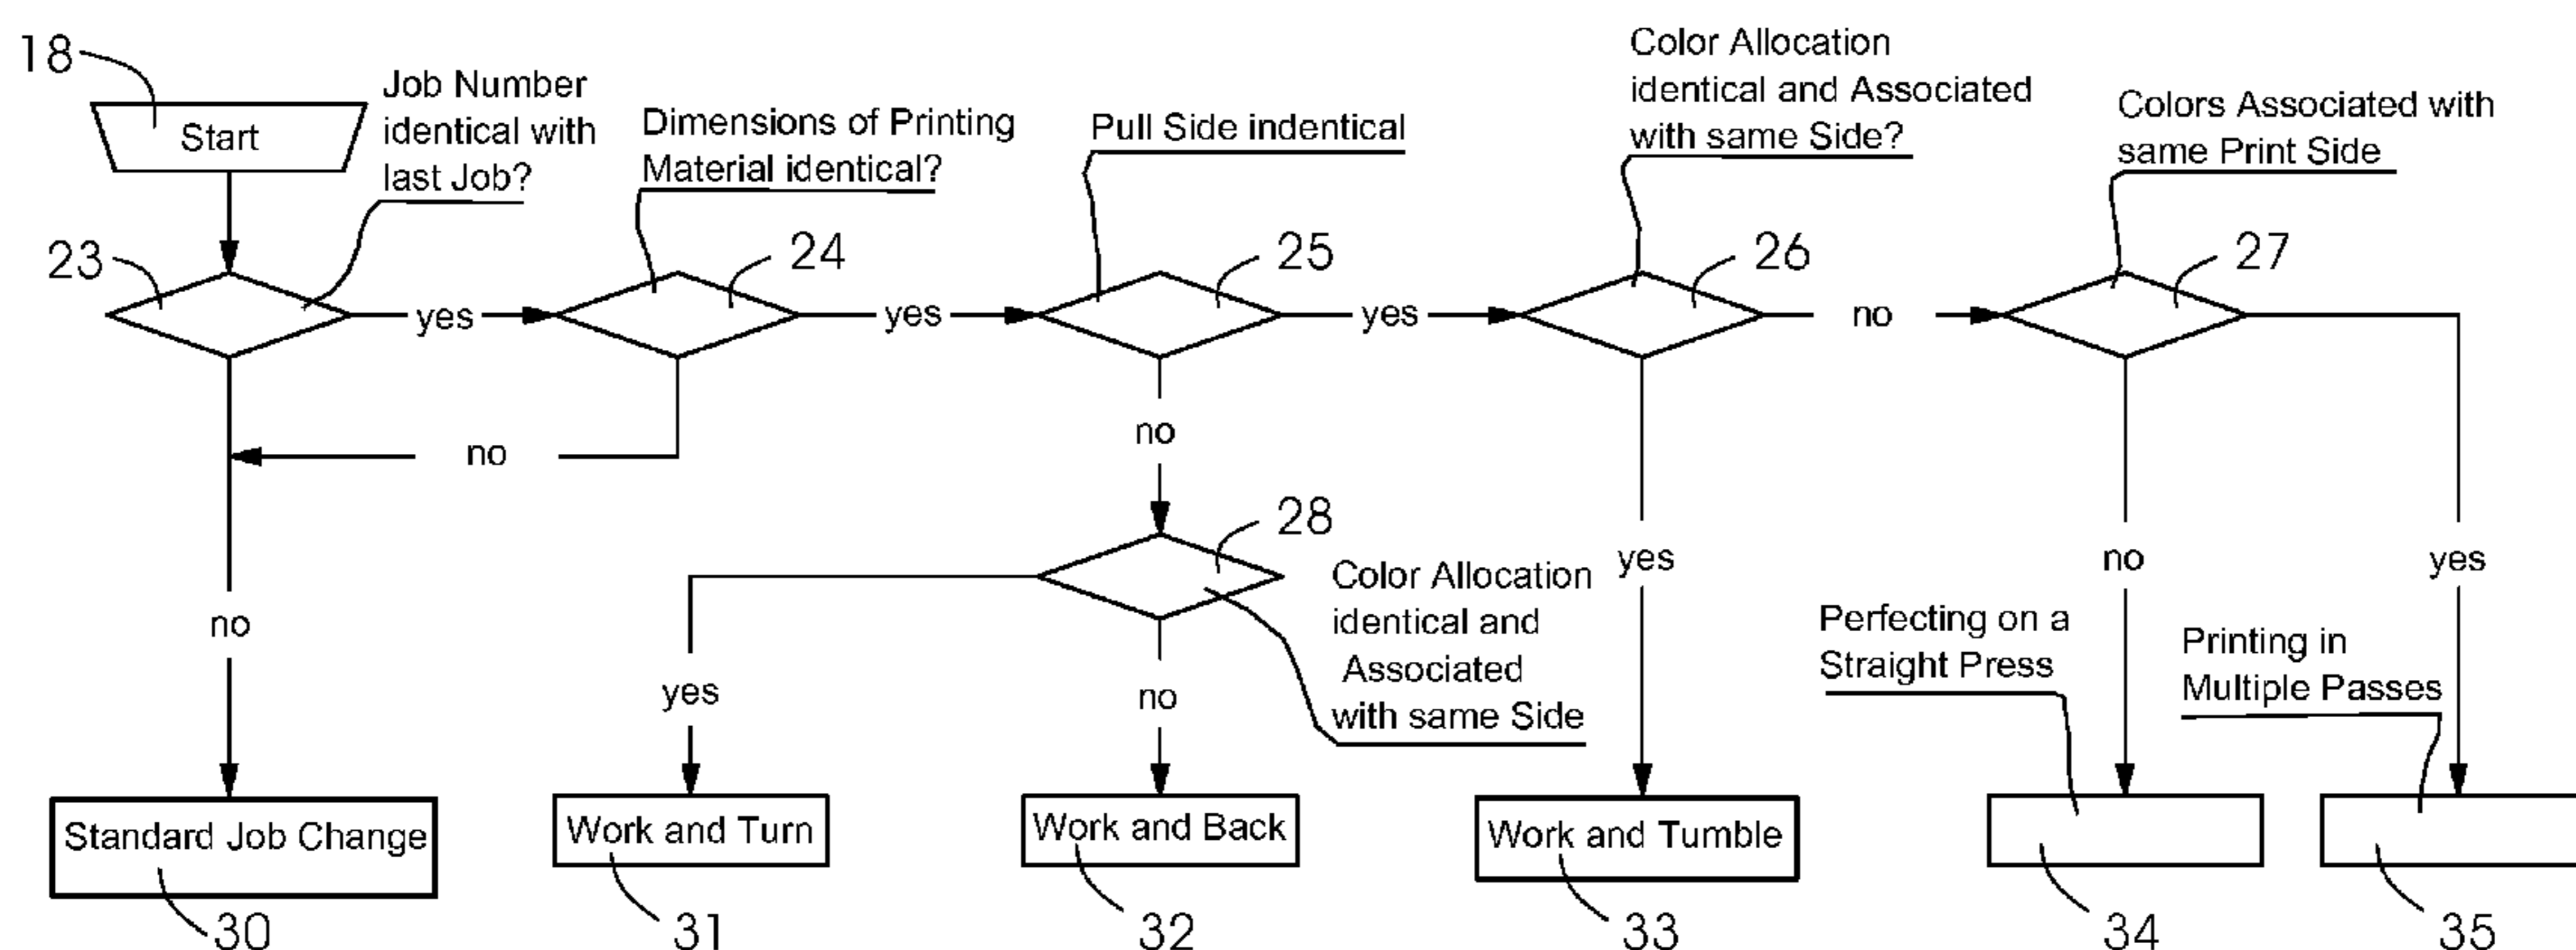 18
Start
Job Number
identical with
last Job?
Dimensions of Printing
Material identical?
Pull Side indentical
Color Allocation
identical and Associated
with same Side?
Colors Associated with
same Print Side
23
24
25
26
27
yes
yes
yes
no
no
no
28
Color Allocation
identical and
Associated
with same Side
yes
no
yes
no
yes
no
Perfecting on a
Straight Press
Printing in
Multiple Passes
Standard Job Change
Work and Turn
Work and Back
Work and Tumble
30
31
32
33
34
35